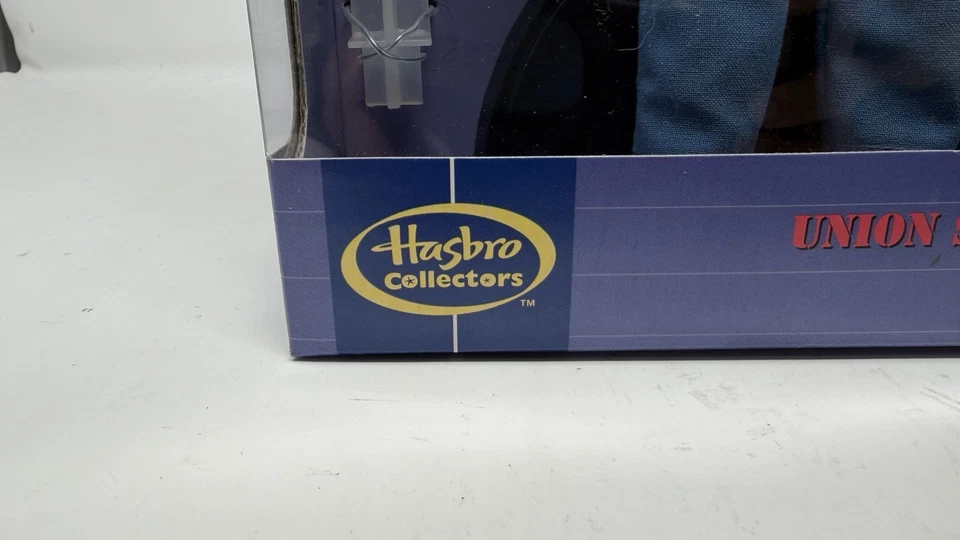 Hasbro
Collectors
TM
UNION